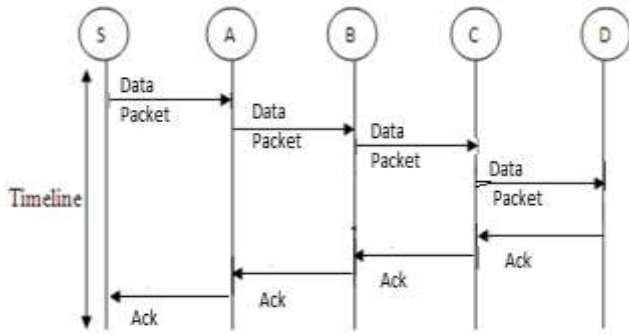 S A B C D
Data
Packet
Data
Packet
Data
Packet
Data
Packet
Timeline
Ack
Ack
Ack
Ack